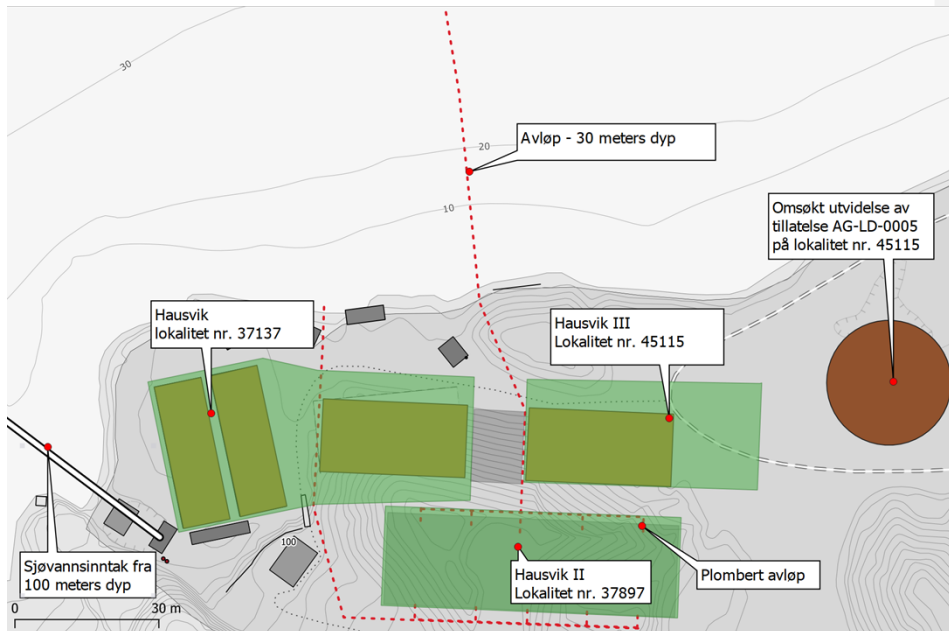 30
Avløp - 30 meters dyp
20
10
Omsøkt utvidelse av
tillatelse AG-LD-0005
på lokalitet nr. 45115
Hausvik
lokalitet nr. 37137
Hausvik III
Lokalitet nr. 45115
100
Sjøvannsinntak fra
100 meters dyp
Hausvik II
Lokalitet nr. 37897
Plombert avløp
0
30 m